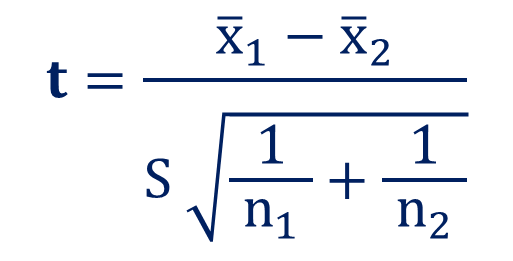 t = (x̅₁ − x̅₂) / (S √(1/n₁ + 1/n₂))